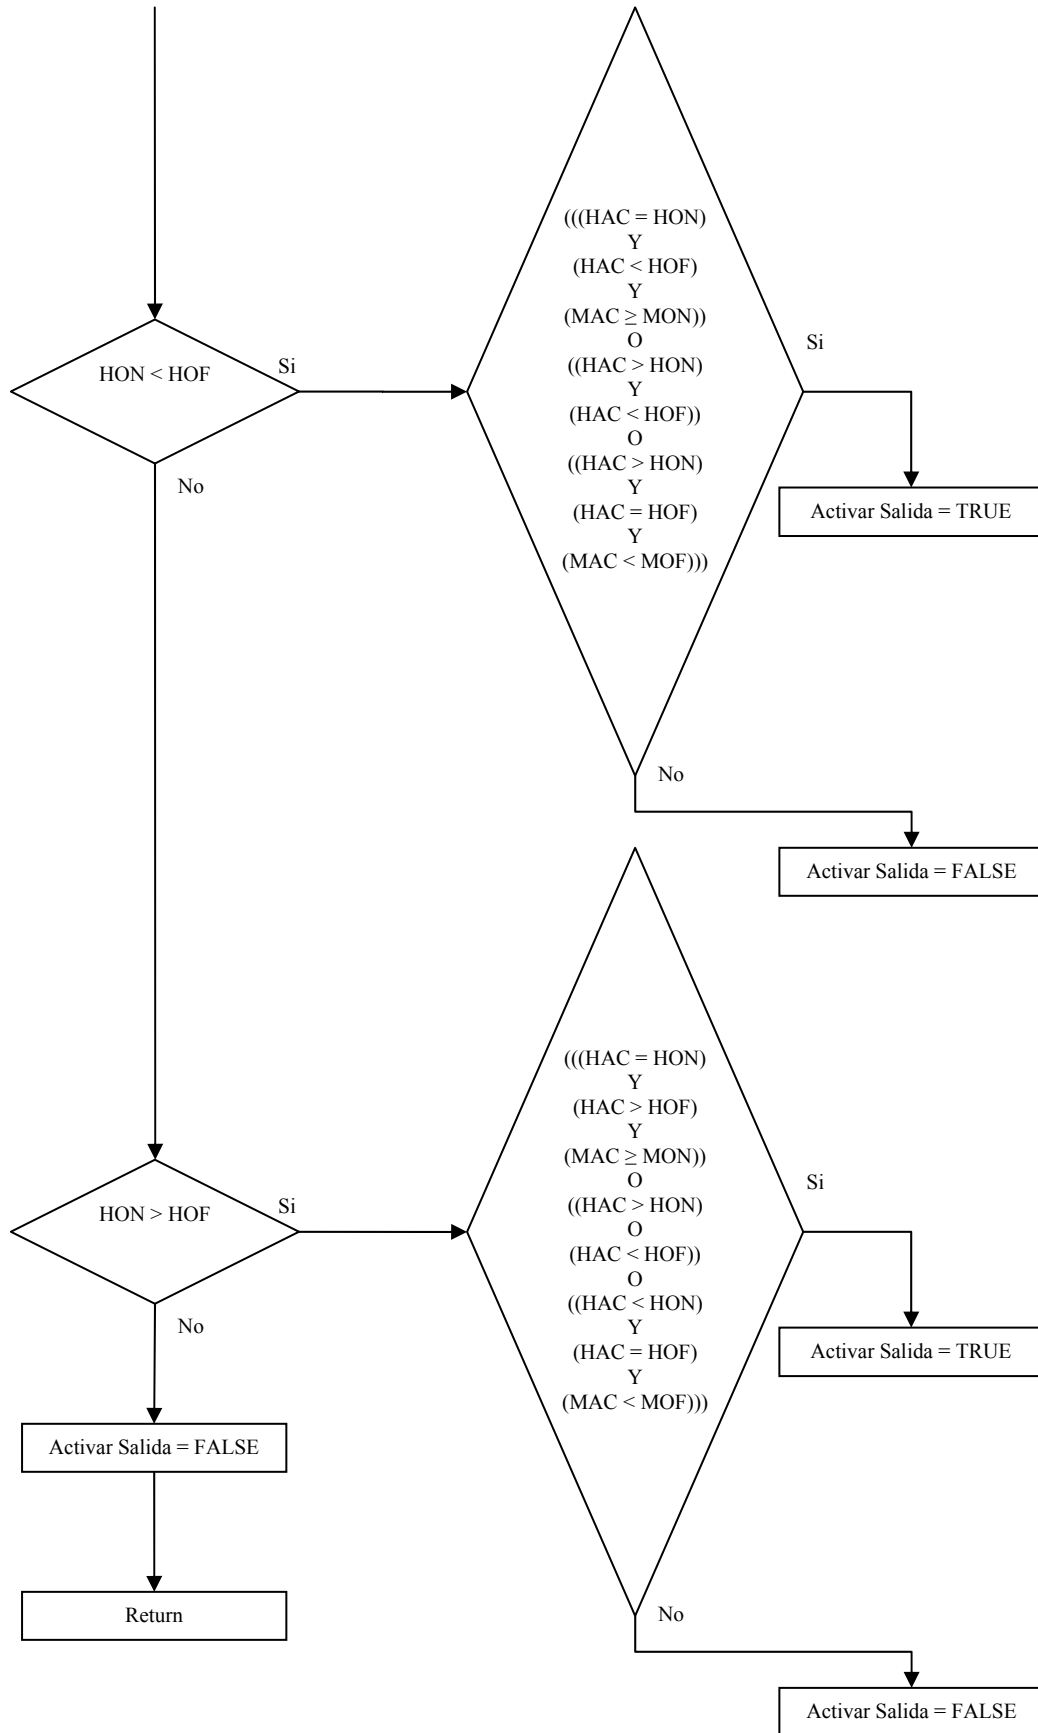 HON < HOF
Si
No
(((HAC = HON)
Y
(HAC < HOF)
Y
(MAC ≥ MON))
O
((HAC > HON)
Y
(HAC < HOF))
O
((HAC > HON)
Y
(HAC = HOF)
Y
(MAC < MOF)))
Si
Activar Salida = TRUE
No
Activar Salida = FALSE
HON > HOF
Si
No
(((HAC = HON)
Y
(HAC > HOF)
Y
(MAC ≥ MON))
O
((HAC > HON)
O
(HAC < HOF))
O
((HAC < HON)
Y
(HAC = HOF)
Y
(MAC < MOF)))
Si
Activar Salida = TRUE
No
Activar Salida = FALSE
Activar Salida = FALSE
Return